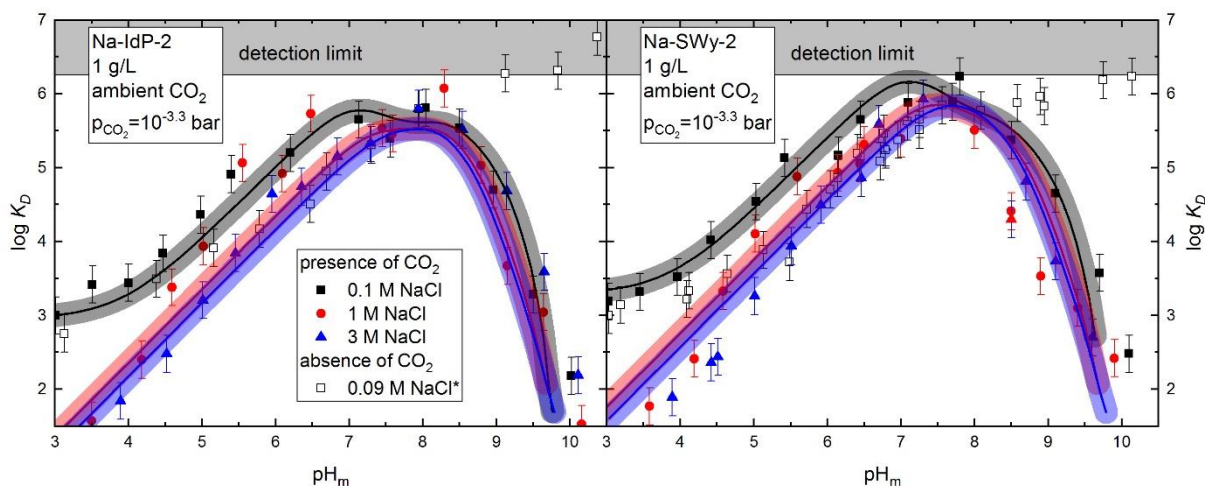 7
6
5
4
3
2
log K_D
Na-IdP-2
1 g/L
ambient CO₂
p_CO₂=10⁻³·³ bar
detection limit
presence of CO₂
0.1 M NaCl
1 M NaCl
3 M NaCl
absence of CO₂
0.09 M NaCl*
3 4 5 6 7 8 9 10
pHₘ
Na-SWy-2
1 g/L
ambient CO₂
p_CO₂=10⁻³·³ bar
detection limit
3 4 5 6 7 8 9 10
pHₘ
7
6
5
4
3
2
log K_D